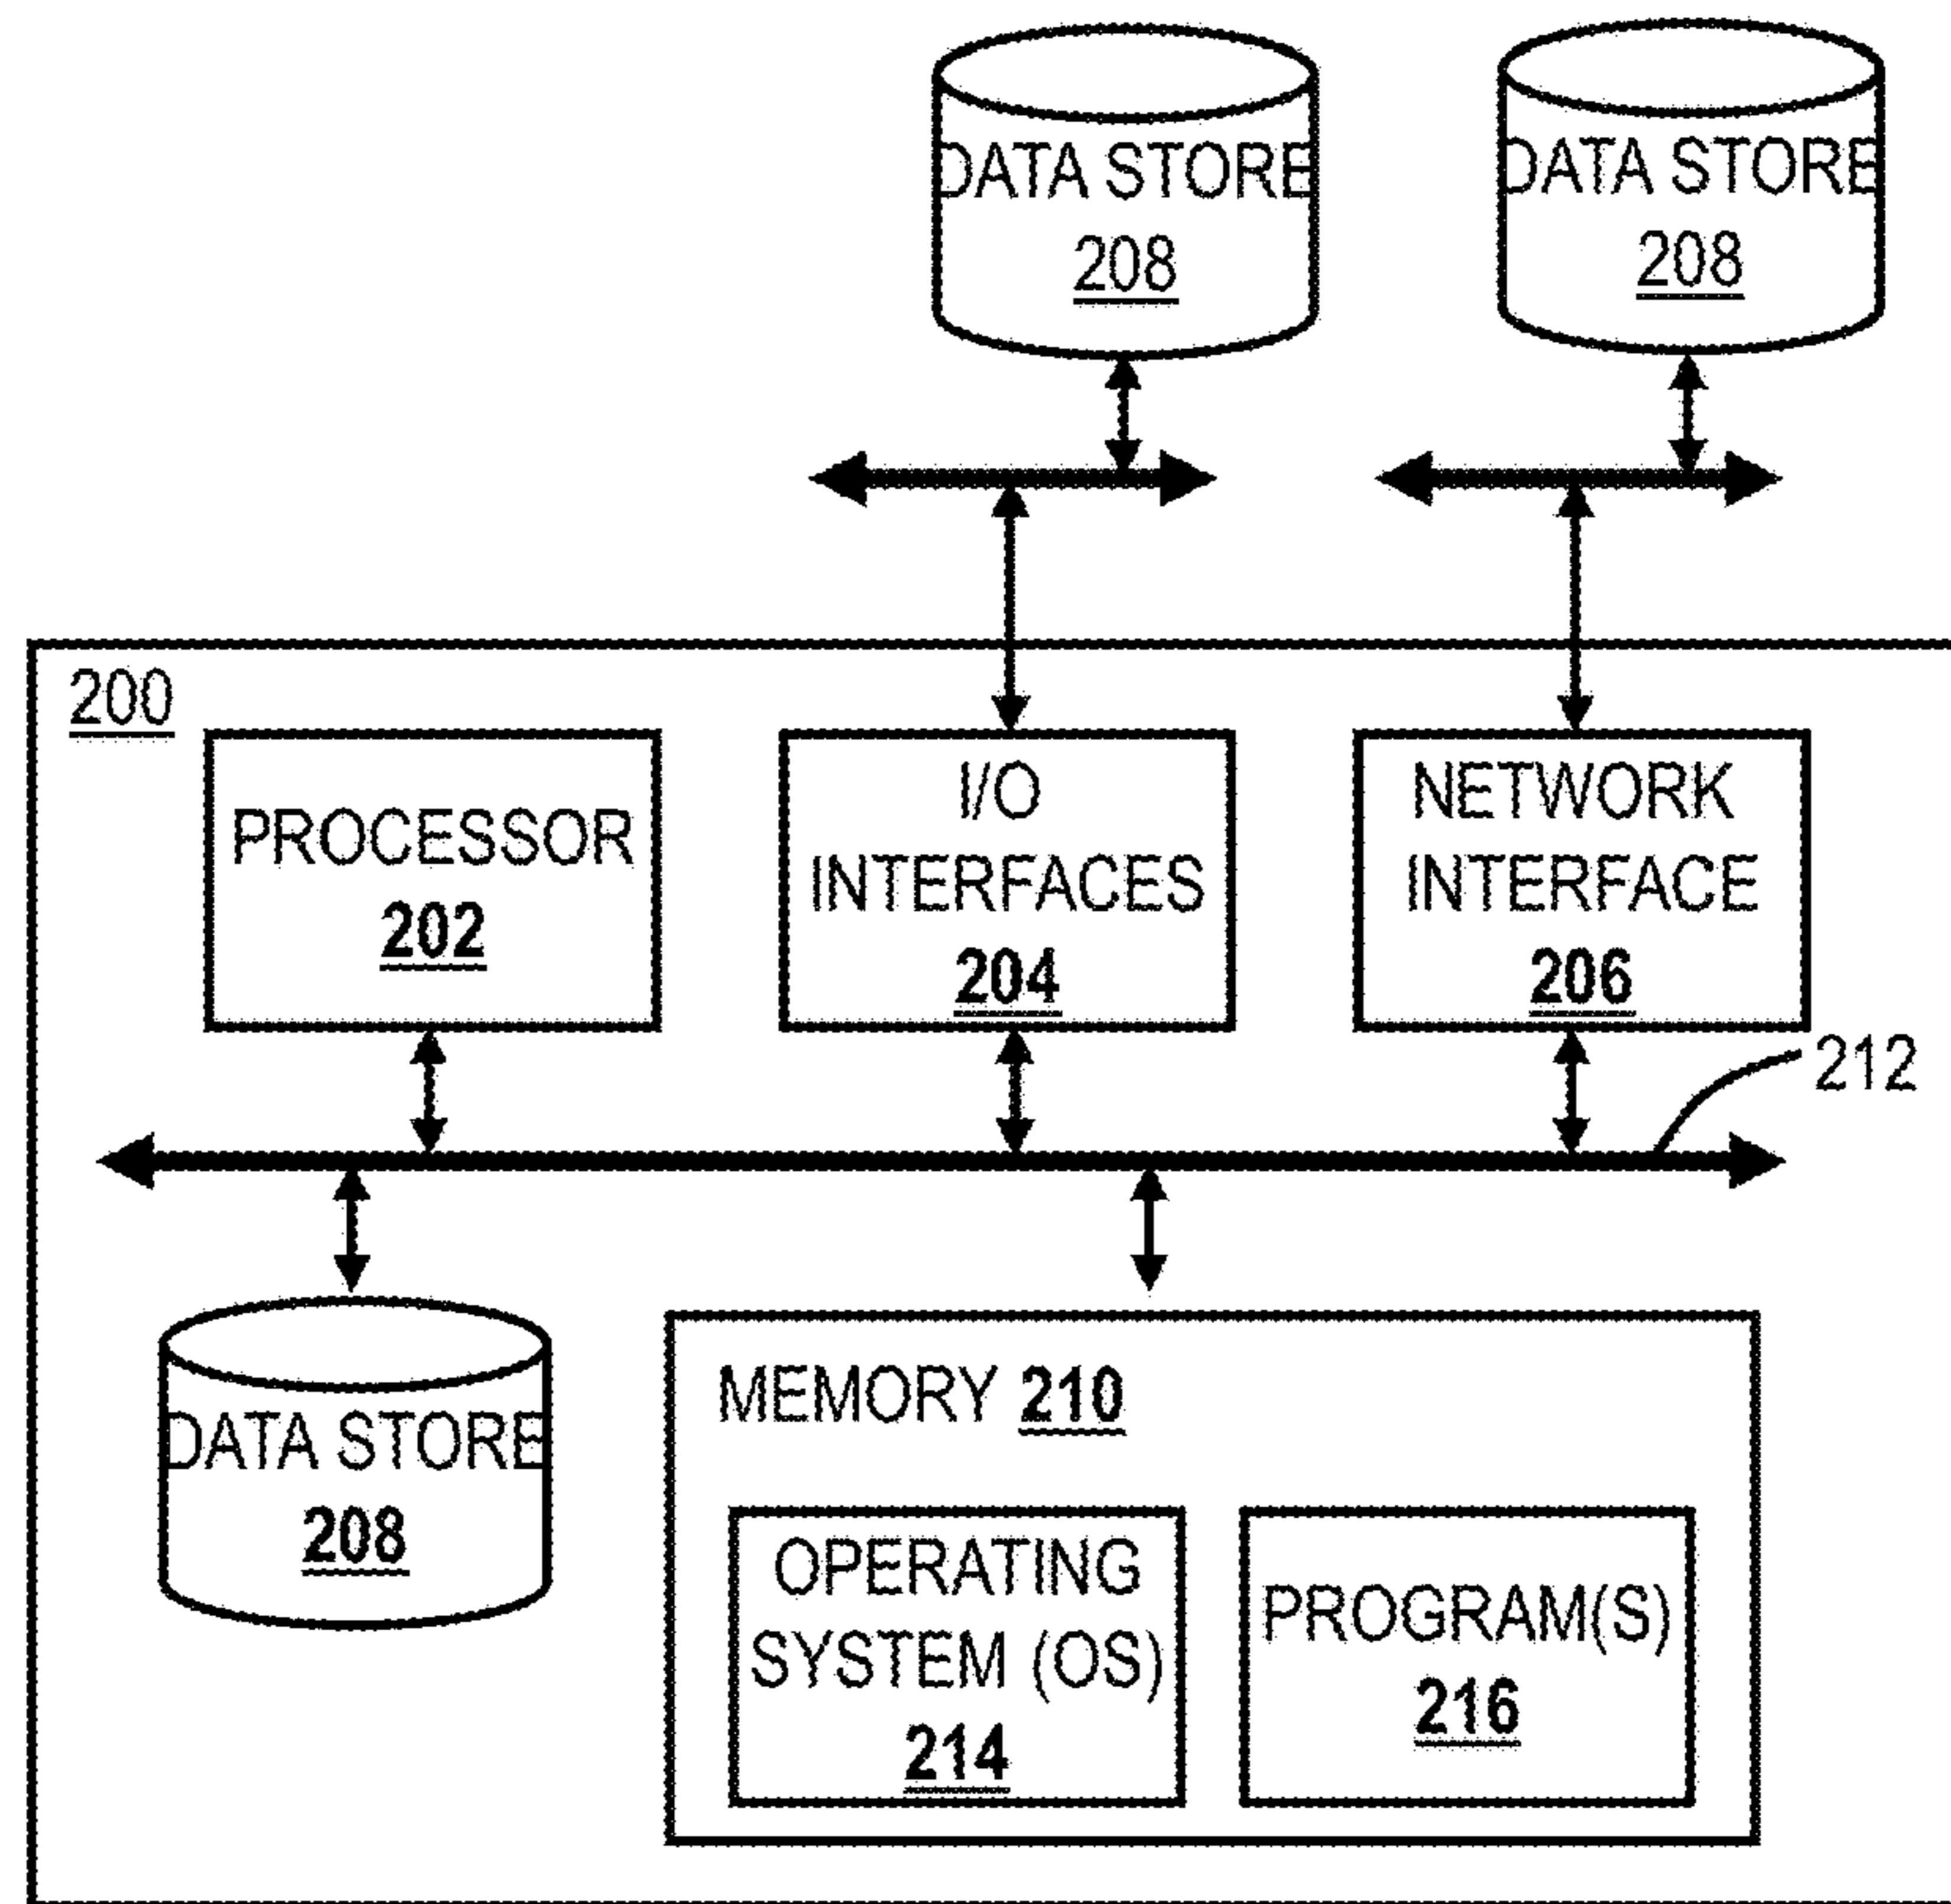 DATA STORE
208
DATA STORE
208
200
PROCESSOR
202
I/O
INTERFACES
204
NETWORK
INTERFACE
206
212
DATA STORE
208
MEMORY 210
OPERATING
SYSTEM (OS)
214
PROGRAM(S)
216